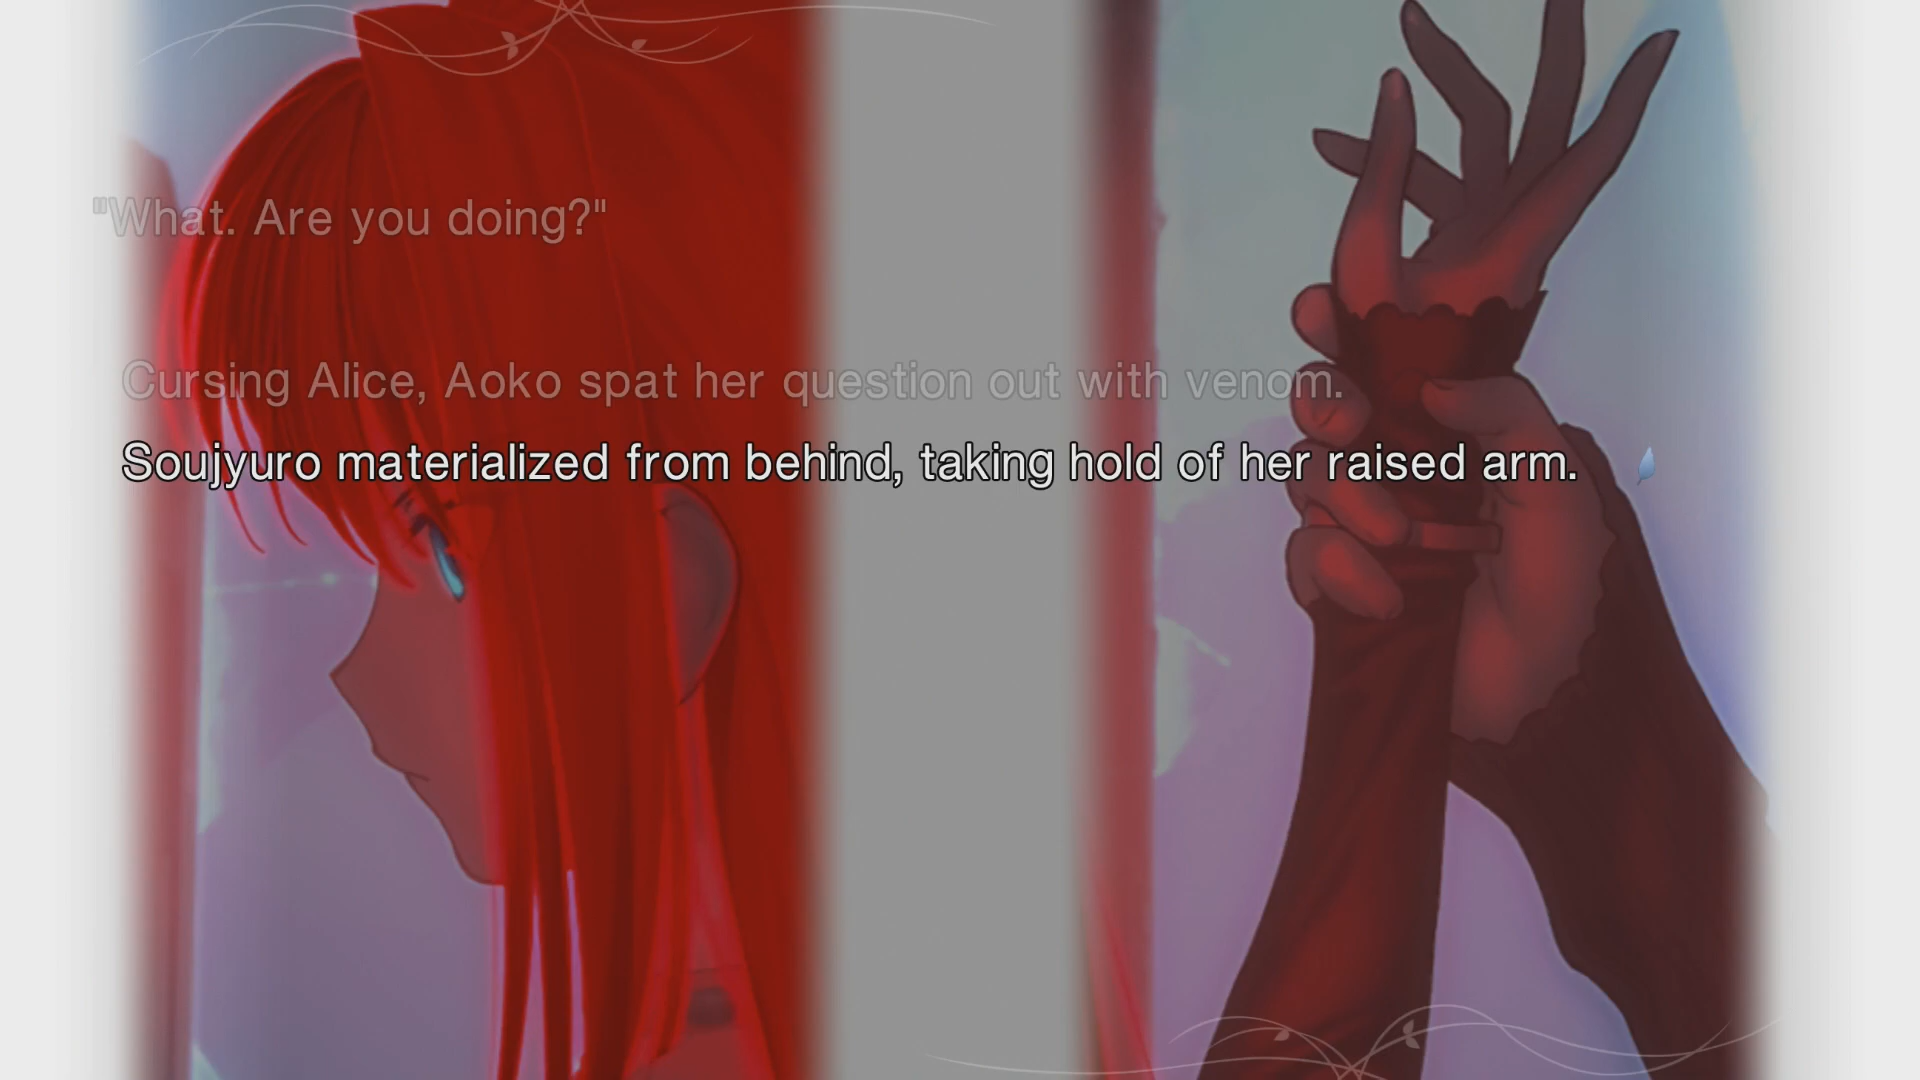 "What. Are you doing?"
Cursing Alice, Aoko spat her question out with venom.
Soujyuro materialized from behind, taking hold of her raised arm.